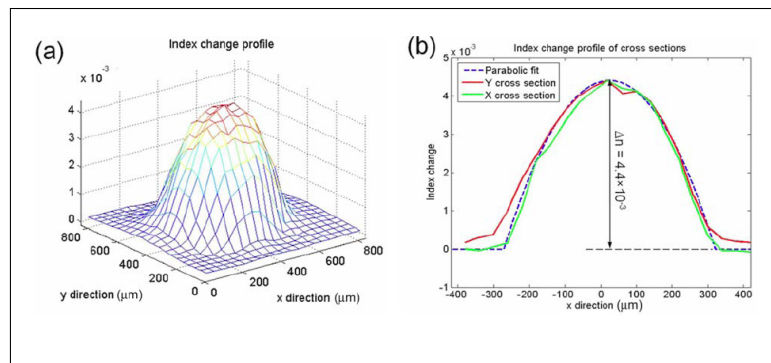 (a)
Index change profile
x 10⁻³
4
3
2
1
0
800
600
400
200
0
y direction (μm)
0
200
400
600
800
x direction (μm)
(b)
x 10⁻³
Index change profile of cross sections
5
4
3
2
1
0
-1
Index change
Parabolic fit
Y cross section
X cross section
Δn = 4.4×10⁻³
-400 -300 -200 -100 0 100 200 300 400
x direction (μm)